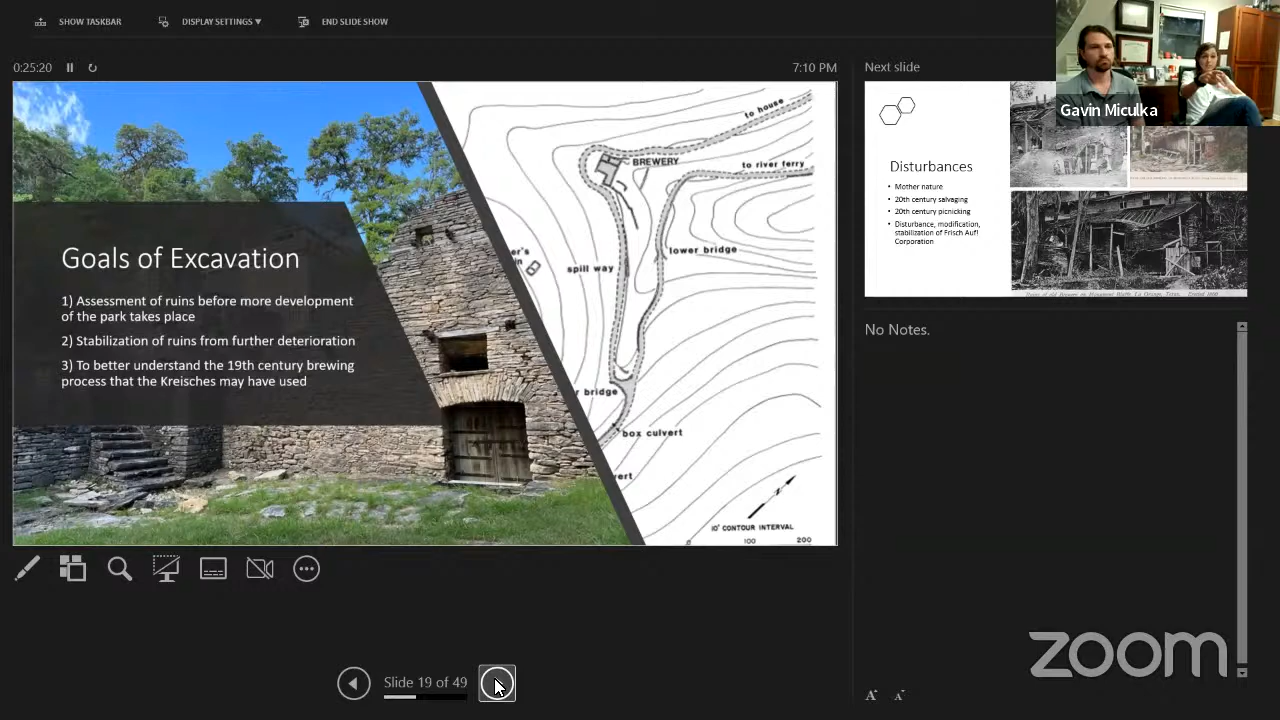 SHOW TASKBAR
DISPLAY SETTINGS ▼
END SLIDE SHOW
0:25:20
7:10 PM
Next slide
Gavin Miculka
Goals of Excavation
1) Assessment of ruins before more development
of the park takes place
2) Stabilization of ruins from further deterioration
3) To better understand the 19th century brewing
process that the Kreisches may have used
to house
BREWERY
to river ferry
er's
lower bridge
spill way
bridge
box culvert
vert
10' CONTOUR INTERVAL
0 100 200
Disturbances
• Mother nature
• 20th century salvaging
• 20th century picnicking
• Disturbance, modification,
stabilization of Frisch Auf!
Corporation
No Notes.
Slide 19 of 49
A A
zoom